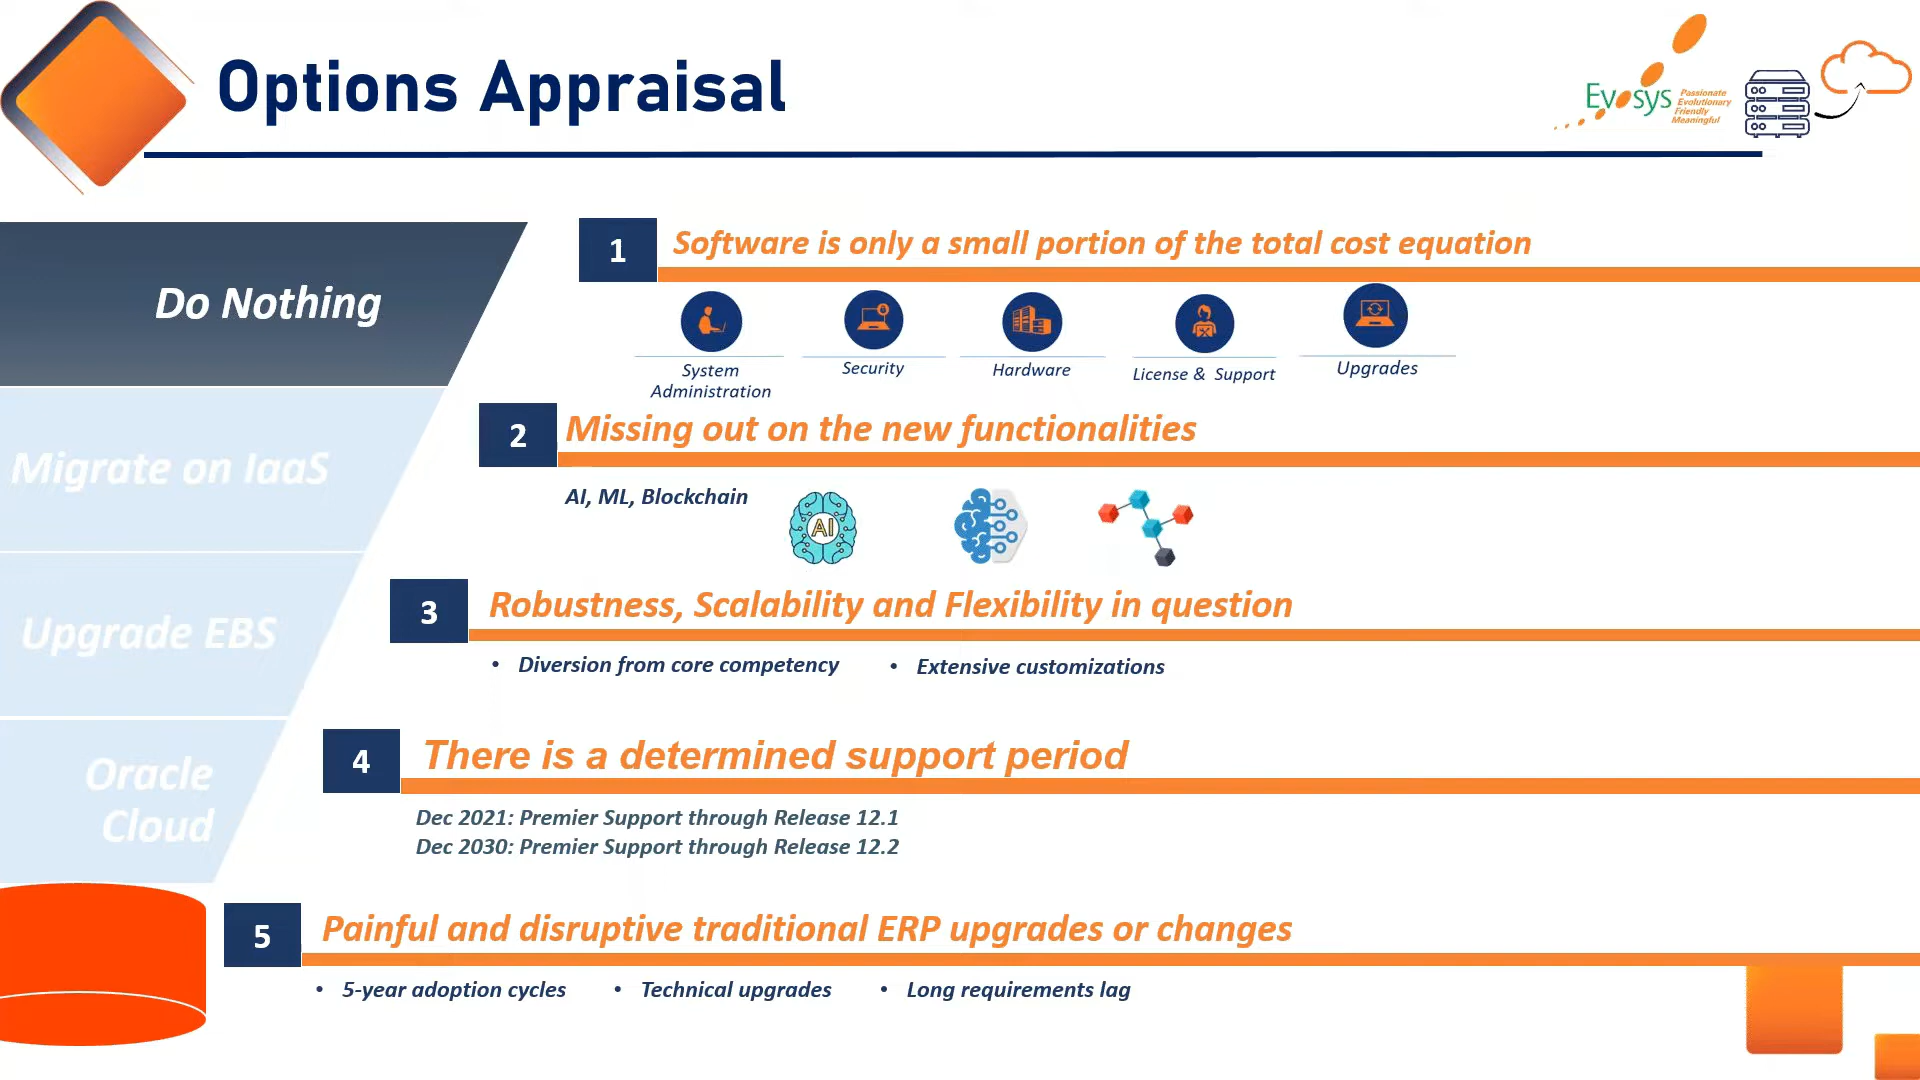 Options Appraisal
Evosys
Passionate
Evolutionary
Friendly
Meaningful
Do Nothing
Migrate on IaaS
Upgrade EBS
Oracle
Cloud
1
Software is only a small portion of the total cost equation
System
Administration
Security
Hardware
License & Support
Upgrades
2
Missing out on the new functionalities
AI, ML, Blockchain
AI
3
Robustness, Scalability and Flexibility in question
• Diversion from core competency
• Extensive customizations
4
There is a determined support period
Dec 2021: Premier Support through Release 12.1
Dec 2030: Premier Support through Release 12.2
5
Painful and disruptive traditional ERP upgrades or changes
• 5-year adoption cycles
• Technical upgrades
• Long requirements lag